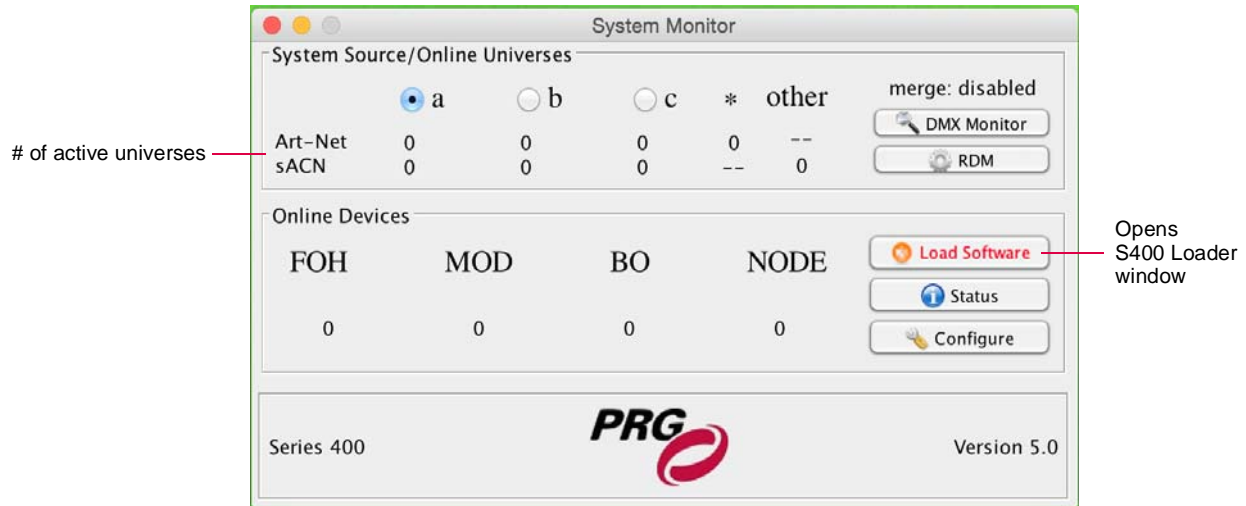 System Monitor
System Source/Online Universes
a b c * other
merge: disabled
DMX Monitor
Art-Net 0 0 0 0 --
# of active universes
sACN 0 0 0 -- 0
RDM
Online Devices
Opens
S400 Loader
window
FOH MOD BO NODE
Load Software
Status
0 0 0 0
Configure
Series 400
PRG
Version 5.0